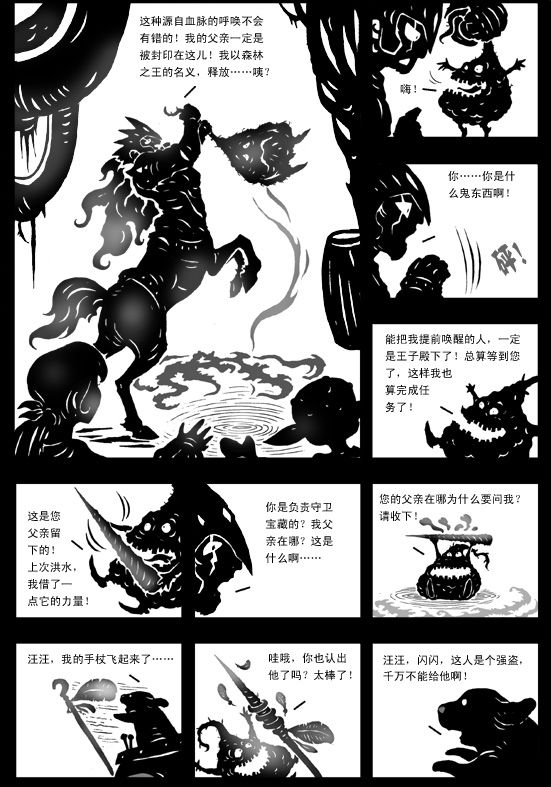 这种源自血脉的呼唤不会
有错的！我的父亲一定是
被封印在这儿！我以森林
之王的名义，释放……咦？
嗨！
你……你是什
么鬼东西啊！
砰！
能把我提前唤醒的人，一定
是王子殿下了！总算等到您
了，这样我也
算完成任
务了！
这是您
父亲留
下的！
上次洪水，
我借了一
点它的力量！
你是负责守卫
宝藏的？我父
亲在哪？这是
什么啊……
您的父亲在哪为什么要问我？
请收下！
汪汪，我的手杖飞起来了……
哇哦，你也认出
他了吗？太棒了！
汪汪，闪闪，这人是个强盗，
千万不能给他啊！